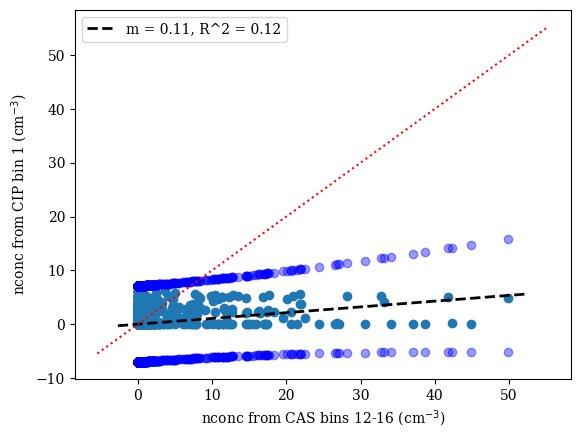 m = 0.11, R^2 = 0.12
nconc from CIP bin 1 (cm⁻³)
50
40
30
20
10
0
−10
0 10 20 30 40 50
nconc from CAS bins 12-16 (cm⁻³)